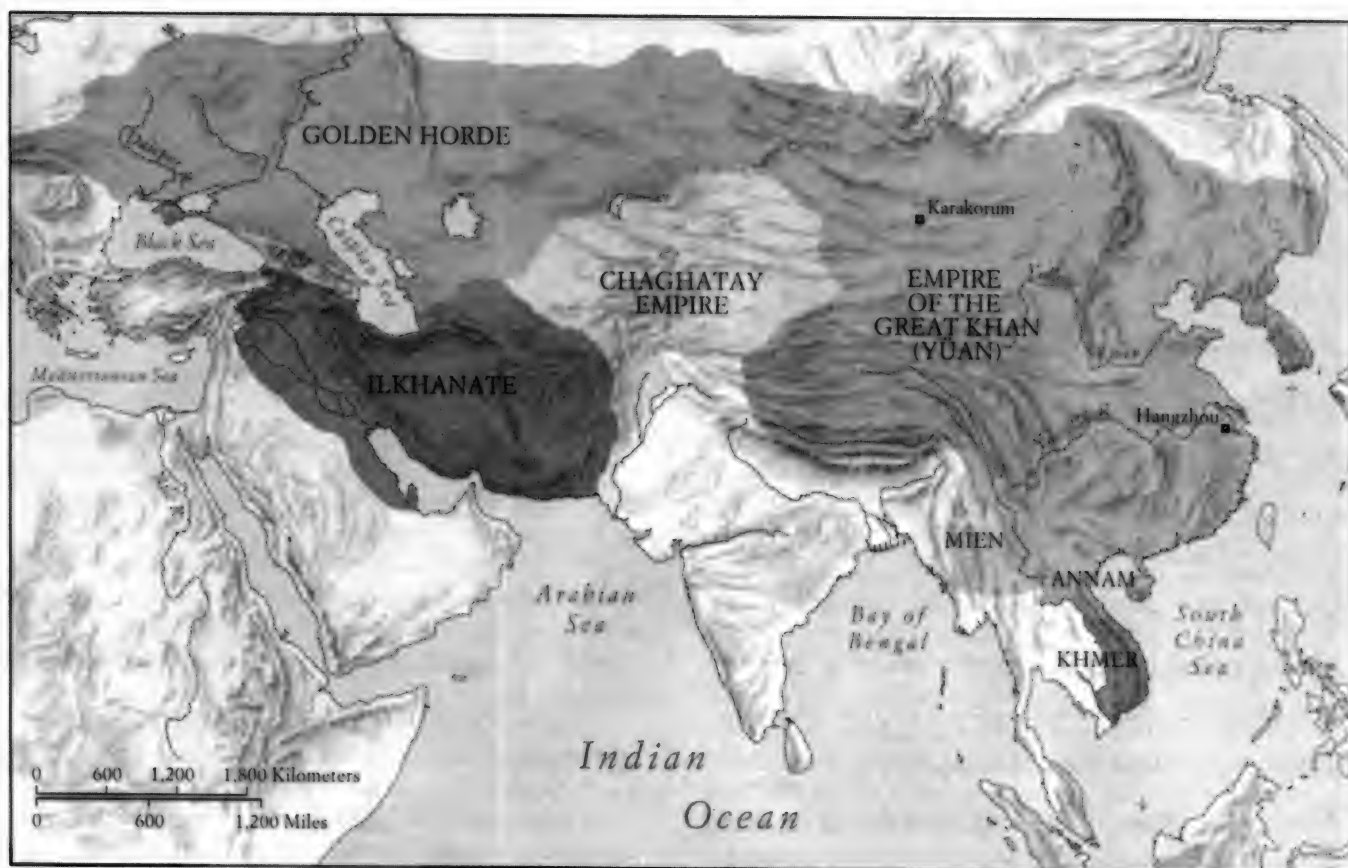 GOLDEN HORDE
Dnieper
Karakorum
Black Sea
Caspian Sea
CHAGHATAY
EMPIRE
EMPIRE
OF THE
GREAT KHAN
(YÜAN)
Mediterranean Sea
ILKHANATE
Hangzhou
MIEN
ANNAM
Arabian
Sea
Bay of
Bengal
South
China
Sea
KHMER
Indian
Ocean
0 600 1,200 1,800 Kilometers
0 600 1,200 Miles